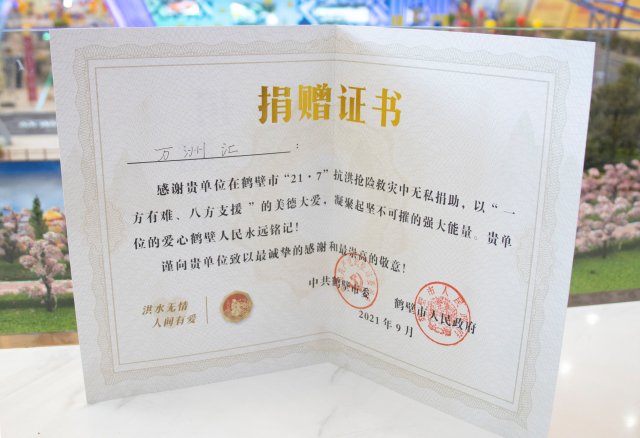 捐赠证书
万洲汇：
感谢贵单位在鹤壁市“21·7”抗洪抢险救灾中无私捐助，以“一
方有难、八方支援”的美德大爱，凝聚起坚不可摧的强大能量。贵单
位的爱心鹤壁人民永远铭记！
谨向贵单位致以最诚挚的感谢和最崇高的敬意！
洪水无情
人间有爱
中共鹤壁市委
鹤壁市人民政府
2021年9月